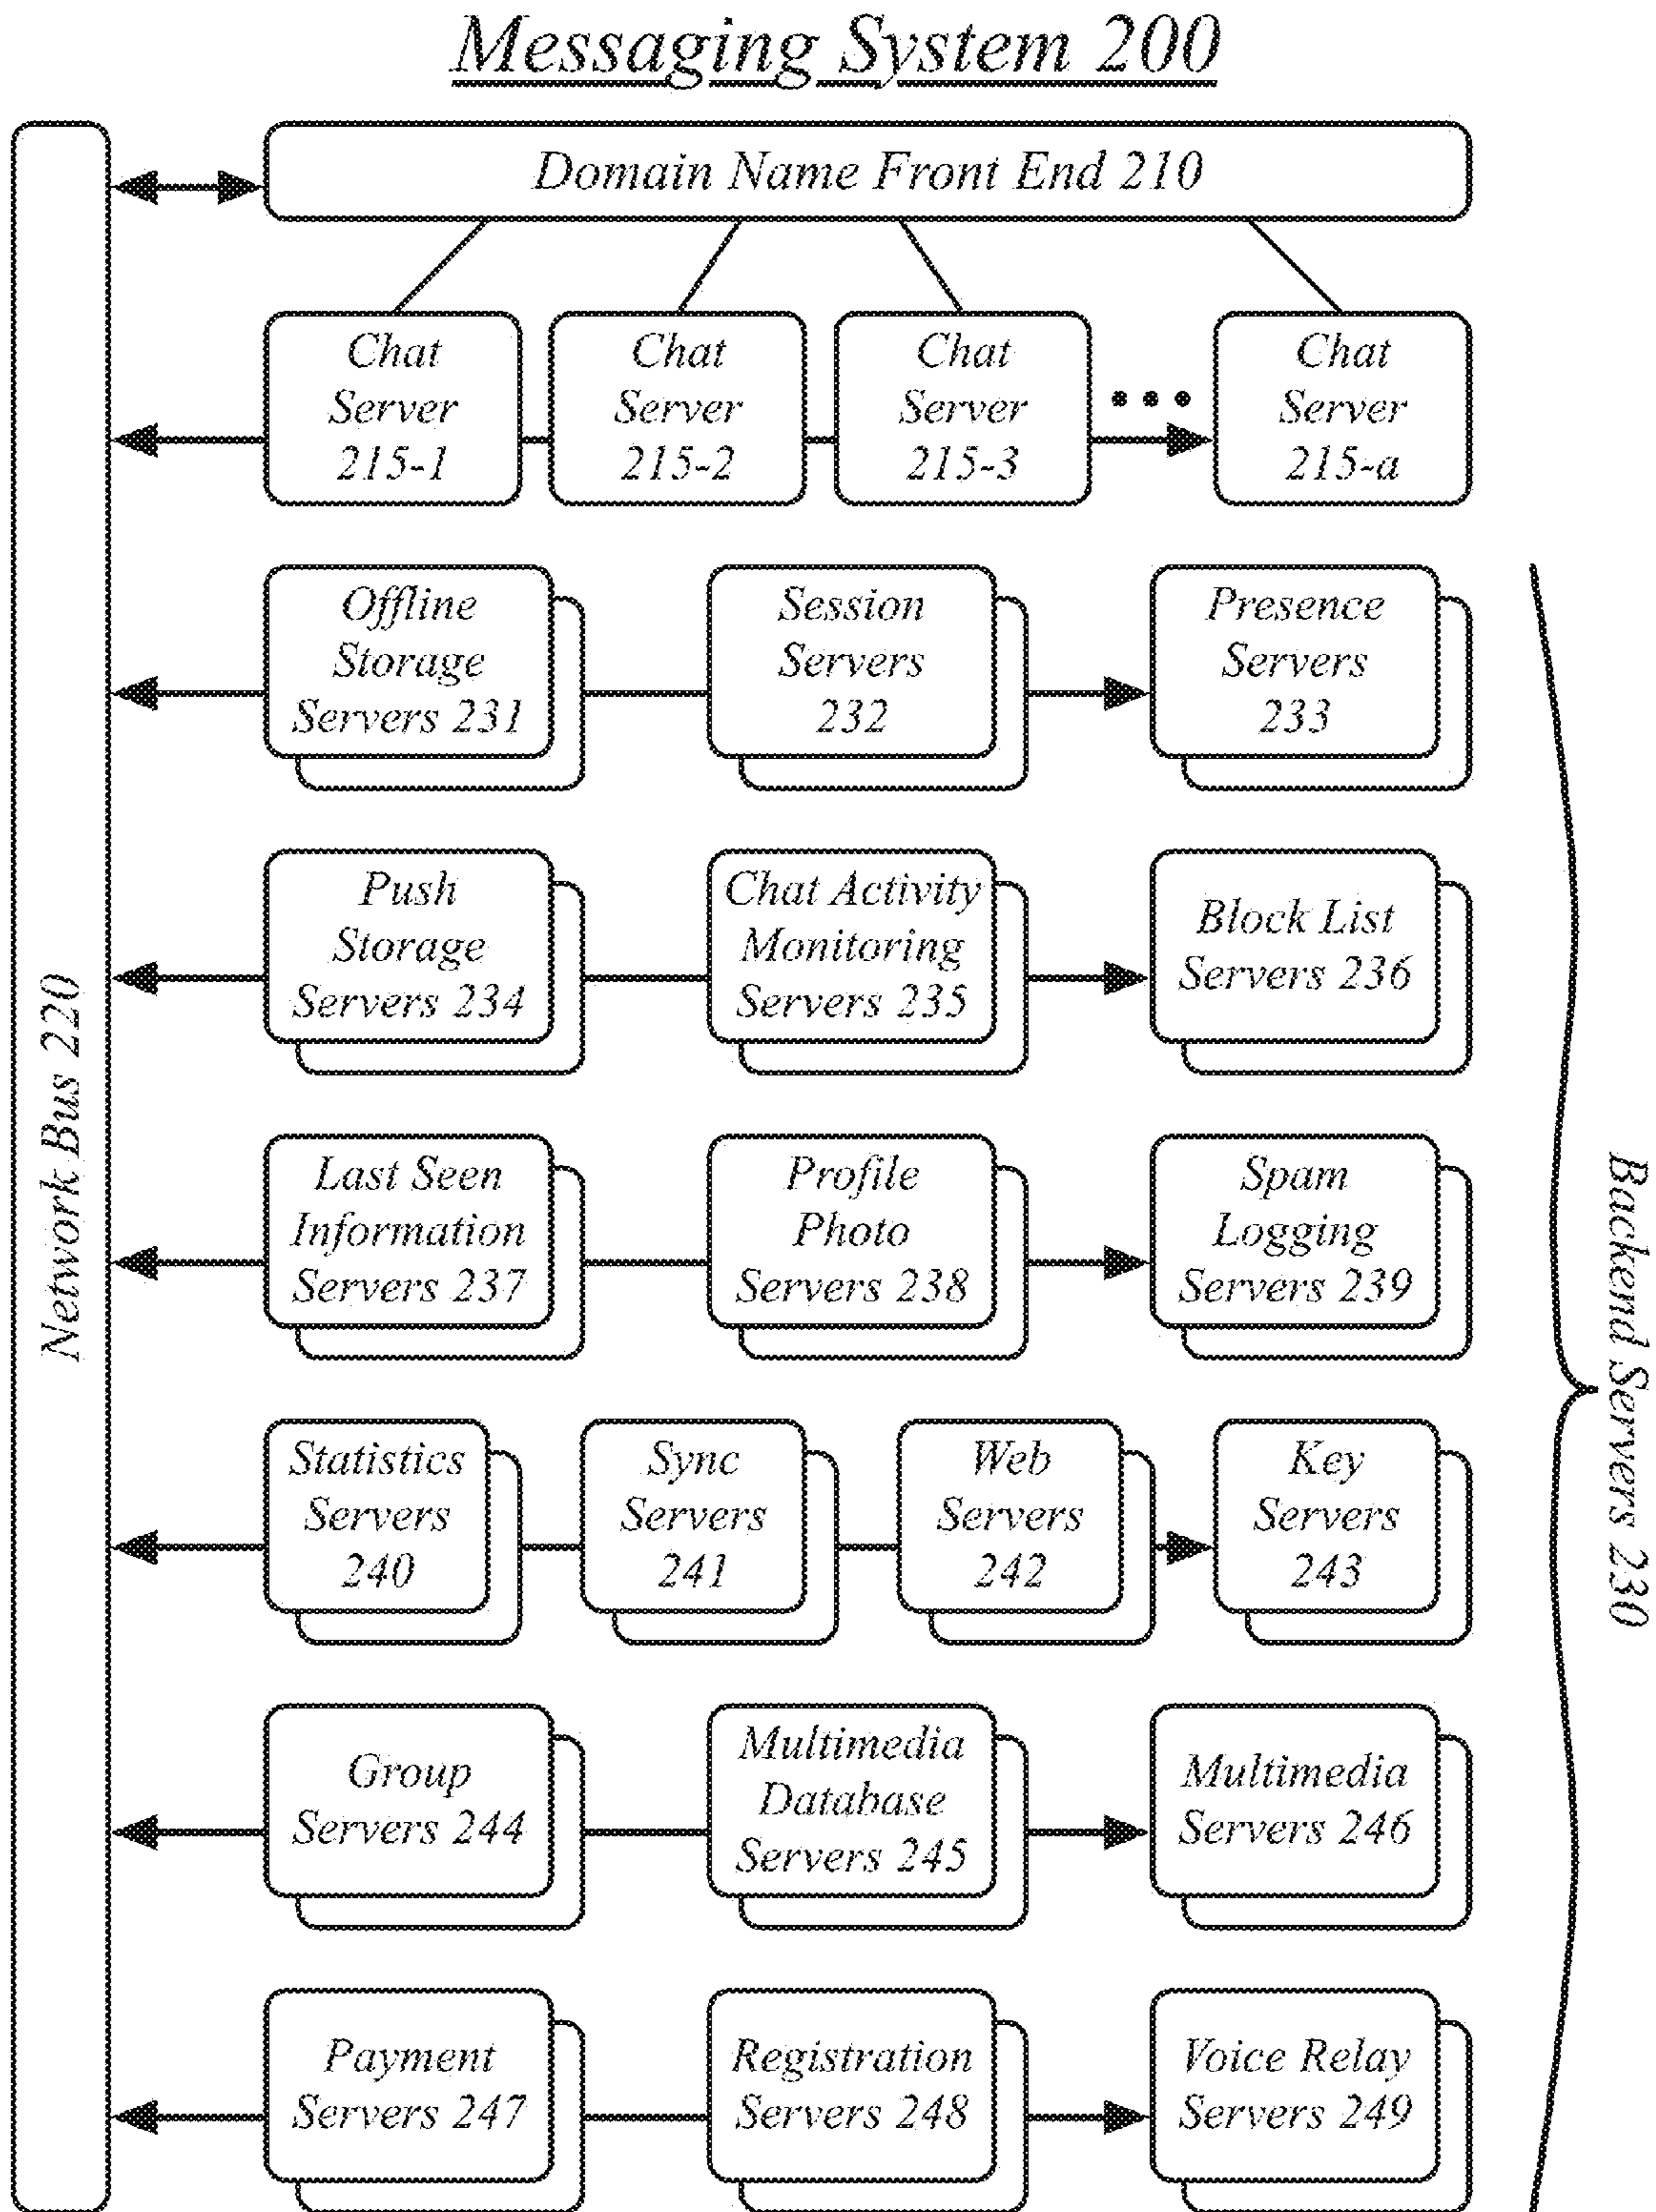 Messaging System 200
Domain Name Front End 210
Chat
Server
215-1
Chat
Server
215-2
Chat
Server
215-3
Chat
Server
215-a
Network Bus 220
Offline
Storage
Servers 231
Session
Servers
232
Presence
Servers
233
Push
Storage
Servers 234
Chat Activity
Monitoring
Servers 235
Block List
Servers 236
Last Seen
Information
Servers 237
Profile
Photo
Servers 238
Spam
Logging
Servers 239
Statistics
Servers
240
Sync
Servers
241
Web
Servers
242
Key
Servers
243
Group
Servers 244
Multimedia
Database
Servers 245
Multimedia
Servers 246
Payment
Servers 247
Registration
Servers 248
Voice Relay
Servers 249
Backend Servers 230